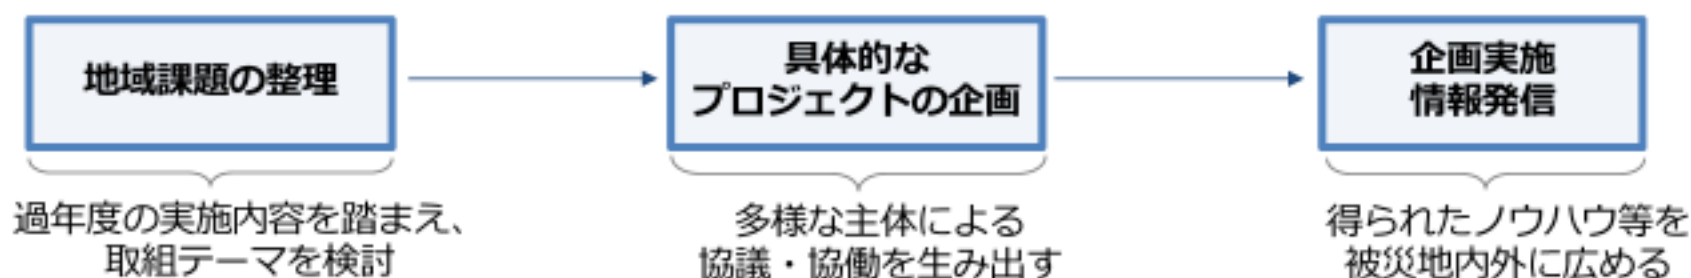 地域課題の整理
過年度の実施内容を踏まえ、
取組テーマを検討
具体的な
プロジェクトの企画
多様な主体による
協議・協働を生み出す
企画実施
情報発信
得られたノウハウ等を
被災地内外に広める